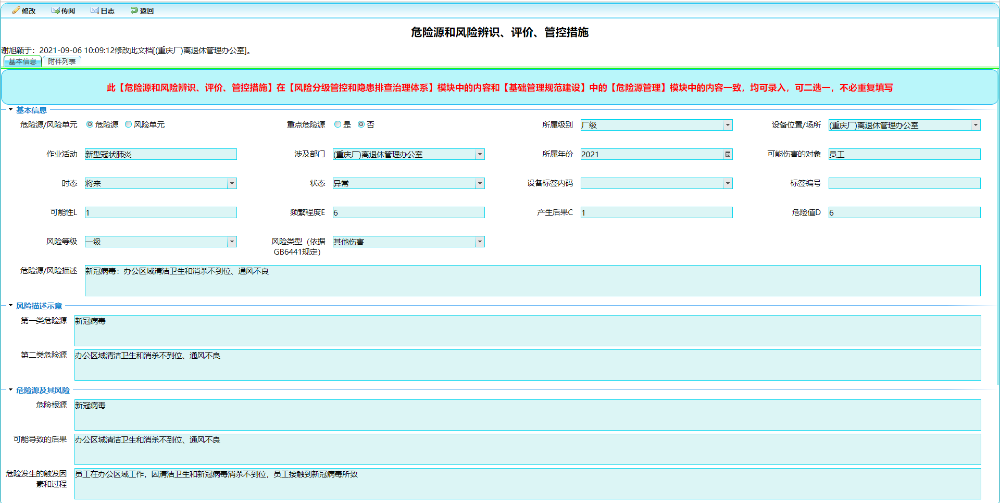 修改 传阅 日志 返回
危险源和风险辨识、评价、管控措施
谢旭颖于：2021-09-06 10:09:12修改此文档[(重庆厂)离退休管理办公室]。
基本信息 附件列表
此【危险源和风险辨识、评价、管控措施】在【风险分级管控和隐患排查治理体系】模块中的内容和【基础管理规范建设】中的【危险源管理】模块中的内容一致，均可录入，可二选一，不必重复填写
基本信息
危险源/风险单元 危险源 风险单元 重点危险源 是 否 所属级别 厂级 设备位置/场所 (重庆厂)离退休管理办公室
作业活动 新型冠状肺炎 涉及部门 (重庆厂)离退休管理办公室 所属年份 2021 可能伤害的对象 员工
时态 将来 状态 异常 设备标签内码 标签编号
可能性L 1 频繁程度E 6 产生后果C 1 危险值D 6
风险等级 一级 风险类型（依据 其他伤害
GB6441规定）
危险源/风险描述 新冠病毒：办公区域清洁卫生和消杀不到位、通风不良
风险描述示意
第一类危险源 新冠病毒
第二类危险源 办公区域清洁卫生和消杀不到位、通风不良
危险源及其风险
危险根源 新冠病毒
可能导致的后果 办公区域清洁卫生和消杀不到位、通风不良
危险发生的触发因 员工在办公区域工作，因清洁卫生和新冠病毒消杀不到位，员工接触到新冠病毒所致
素和过程